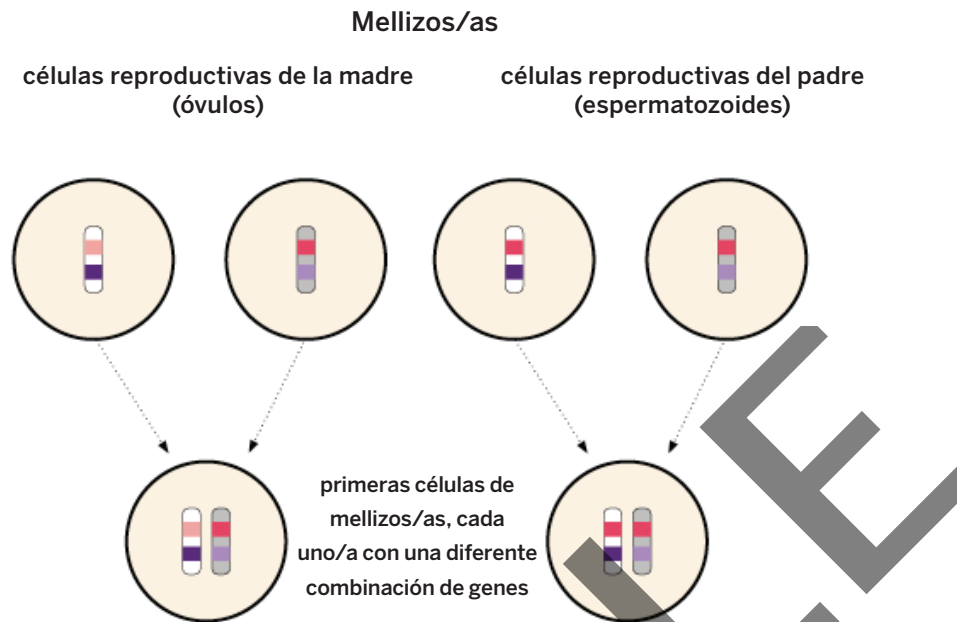 Mellizos/as
células reproductivas de la madre
(óvulos)
células reproductivas del padre
(espermatozoides)
primeras células de
mellizos/as, cada
uno/a con una diferente
combinación de genes